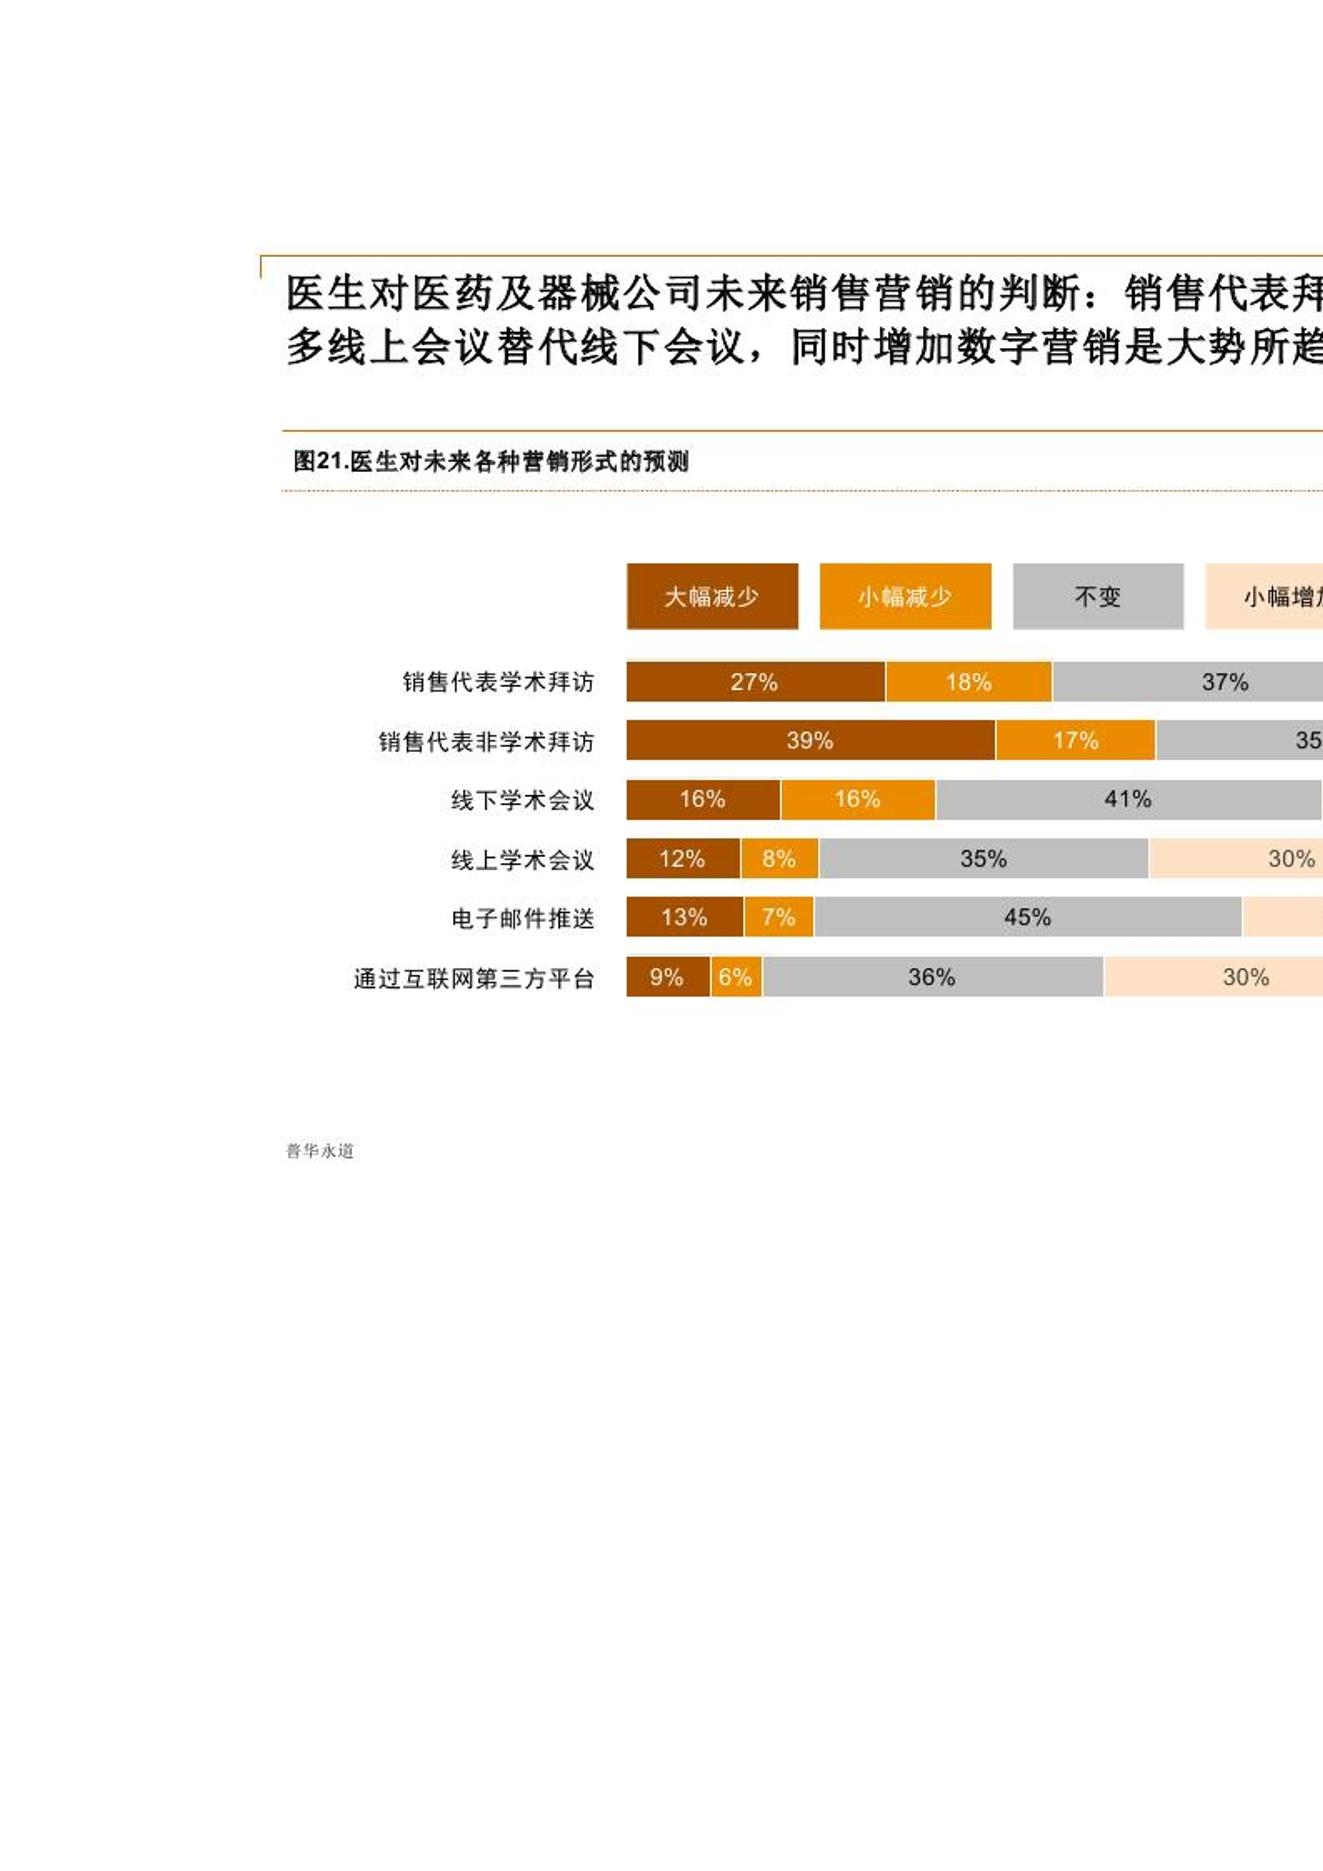 医生对医药及器械公司未来销售营销的判断：销售代表拜
多线上会议替代线下会议，同时增加数字营销是大势所趋
图21.医生对未来各种营销形式的预测
大幅减少 小幅减少 不变 小幅增加
销售代表学术拜访 27% 18% 37%
销售代表非学术拜访 39% 17% 35
线下学术会议 16% 16% 41%
线上学术会议 12% 8% 35% 30%
电子邮件推送 13% 7% 45%
通过互联网第三方平台 9% 6% 36% 30%
普华永道